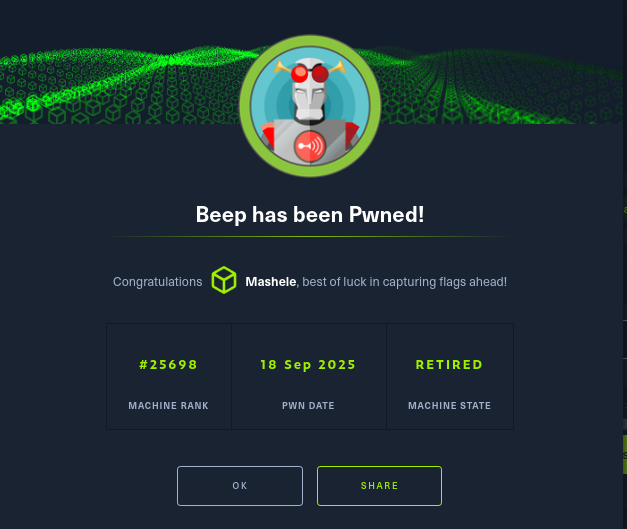 Beep has been Pwned!
Congratulations Mashele, best of luck in capturing flags ahead!
#25698 18 Sep 2025 RETIRED
MACHINE RANK PWN DATE MACHINE STATE
OK SHARE